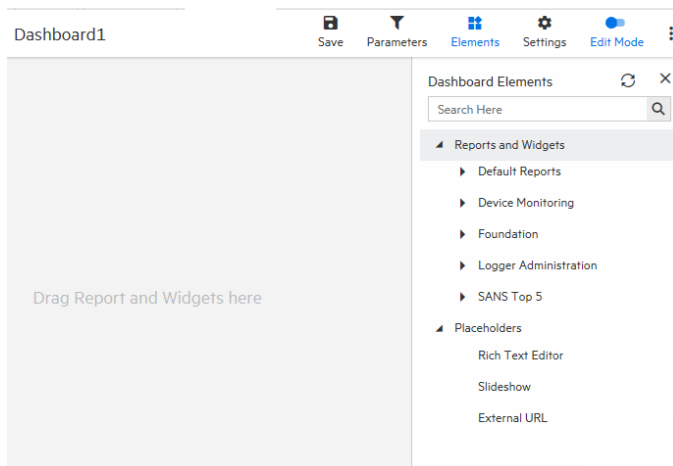 Dashboard1
Save Parameters Elements Settings Edit Mode
Dashboard Elements
Search Here
Reports and Widgets
Default Reports
Device Monitoring
Foundation
Logger Administration
SANS Top 5
Drag Report and Widgets here
Placeholders
Rich Text Editor
Slideshow
External URL